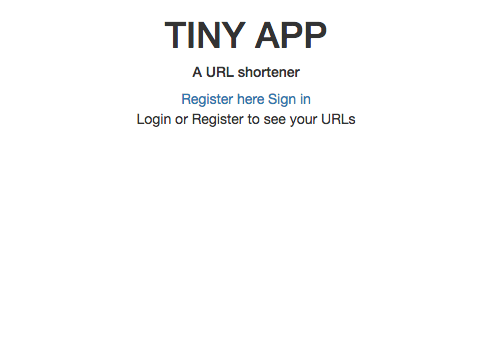 TINY APP
A URL shortener
Register here Sign in
Login or Register to see your URLs